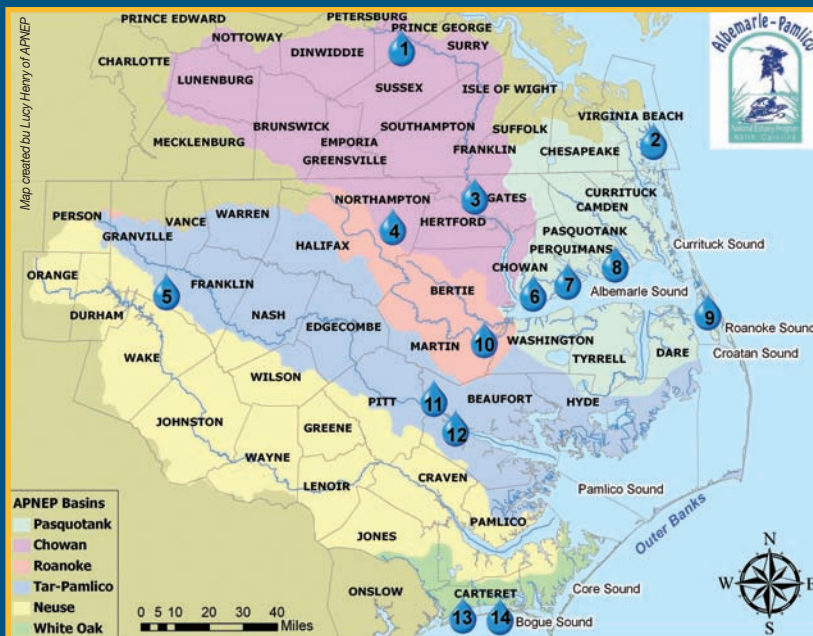 Map created bu Lucy Henry of APNEP
PRINCE EDWARD
PETERSBURG
NOTTOWAY
PRINCE GEORGE
CHARLOTTE
DINWIDDIE
1
SURRY
LUNENBURG
SUSSEX
ISLE OF WIGHT
VIRGINIA BEACH
BRUNSWICK
SOUTHAMPTON
SUFFOLK
2
MECKLENBURG
EMPORIA
GREENSVILLE
FRANKLIN
CHESAPEAKE
Albemarle-Pamlico
National Estuary Program
North Carolina
NORTHAMPTON
3
GATES
CURRITUCK
CAMDEN
PERSON
VANCE
WARREN
4
HERTFORD
PASQUOTANK
GRANVILLE
HALIFAX
PERQUIMANS
Currituck Sound
ORANGE
FRANKLIN
CHOWAN
8
5
BERTIE
6
7
Albemarle Sound
DURHAM
NASH
EDGECOMBE
9
Roanoke Sound
MARTIN
10
WASHINGTON
Croatan Sound
WAKE
TYRRELL
DARE
WILSON
PITT
11
BEAUFORT
HYDE
JOHNSTON
GREENE
12
WAYNE
LENOIR
CRAVEN
Pamlico Sound
PAMLICO
Outer Banks
JONES
ONSLOW
CARTERET
Core Sound
13
14
Bogue Sound
APNEP Basins
Pasquotank
Chowan
Roanoke
Tar-Pamlico
Neuse
White Oak
0 5 10 20 30 40
Miles
N
W
E
S